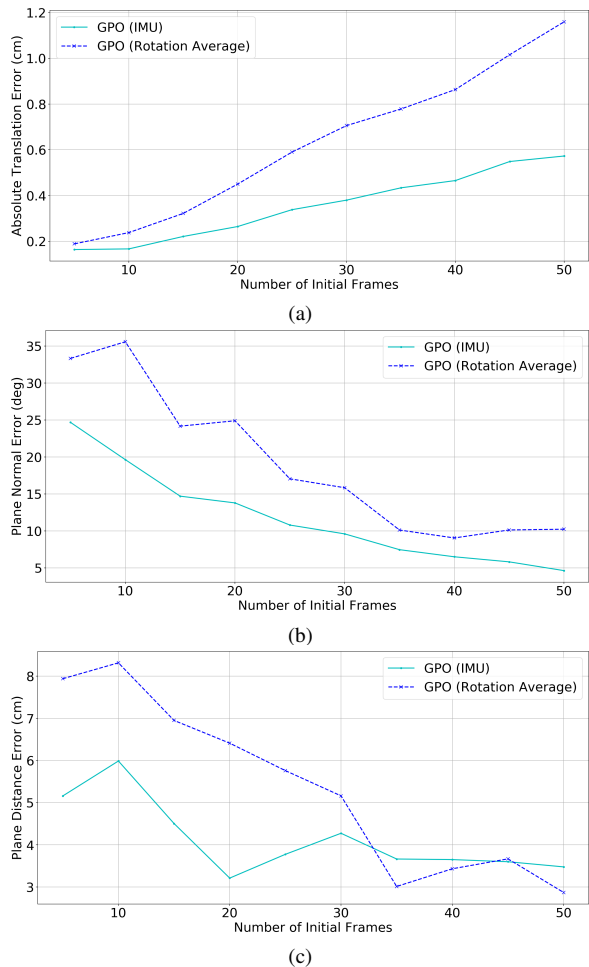 1.2
1.0
0.8
0.6
0.4
0.2
Absolute Translation Error (cm)
GPO (IMU)
GPO (Rotation Average)
10 20 30 40 50
Number of Initial Frames
(a)
35
30
25
20
15
10
5
Plane Normal Error (deg)
GPO (IMU)
GPO (Rotation Average)
10 20 30 40 50
Number of Initial Frames
(b)
8
7
6
5
4
3
Plane Distance Error (cm)
GPO (IMU)
GPO (Rotation Average)
10 20 30 40 50
Number of Initial Frames
(c)